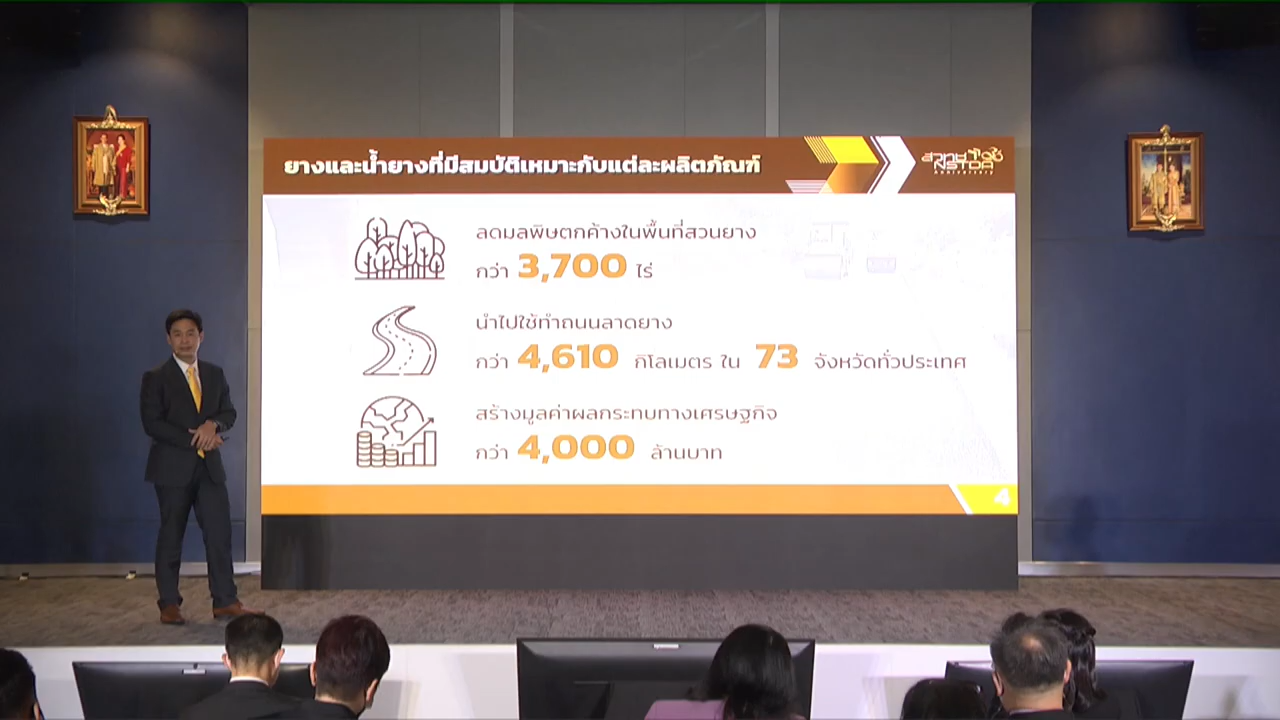 ยางและน้ำยางที่มีสมบัติเหมาะกับแต่ละผลิตภัณฑ์
สวทช
NSTDA
Anniversary
ลดมลพิษตกค้างในพื้นที่สวนยาง
กว่า 3,700 ไร่
นำไปใช้ทำถนนลาดยาง
กว่า 4,610 กิโลเมตร ใน 73 จังหวัดทั่วประเทศ
สร้างมูลค่าผลกระทบทางเศรษฐกิจ
กว่า 4,000 ล้านบาท
4